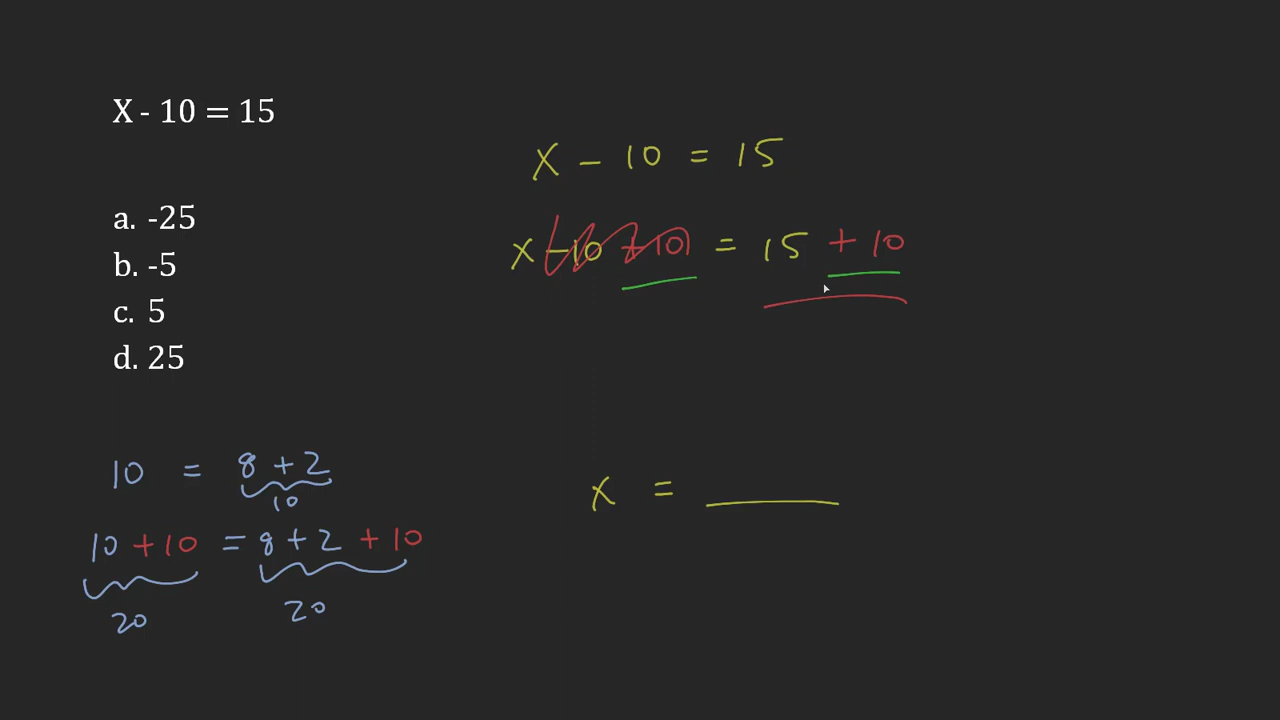 X - 10 = 15
a. -25
b. -5
c. 5
d. 25
x - 10 = 15
x - 10 + 10 = 15 + 10
x = ____
10 = 8 + 2
10
10 + 10 = 8 + 2 + 10
20 20